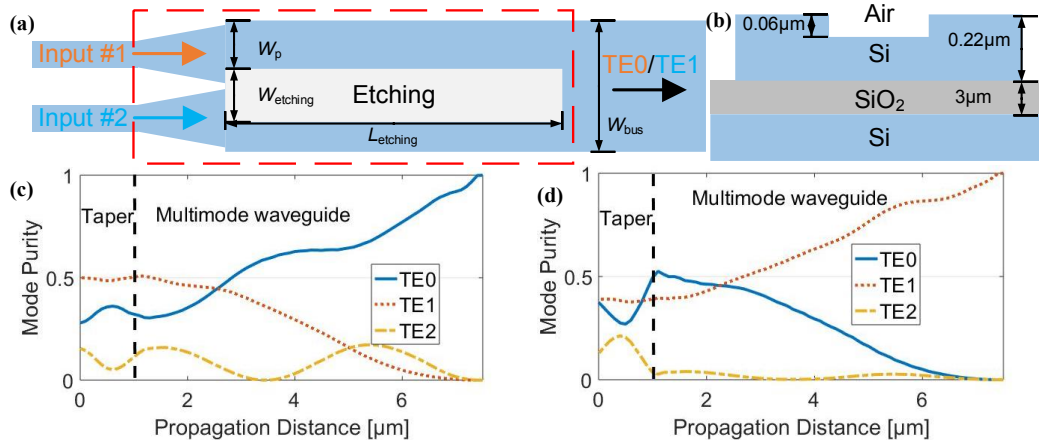 (a)
Input #1
Input #2
Wp
Wetching
Etching
Letching
TE0/TE1
Wbus
(b)
0.06μm
Air
Si
0.22μm
SiO2
3μm
Si
(c)
1
0.5
0
Mode Purity
Taper
Multimode waveguide
TE0
TE1
TE2
0
2
4
6
Propagation Distance [μm]
(d)
1
0.5
0
Mode Purity
Taper
Multimode waveguide
TE0
TE1
TE2
0
2
4
6
Propagation Distance [μm]